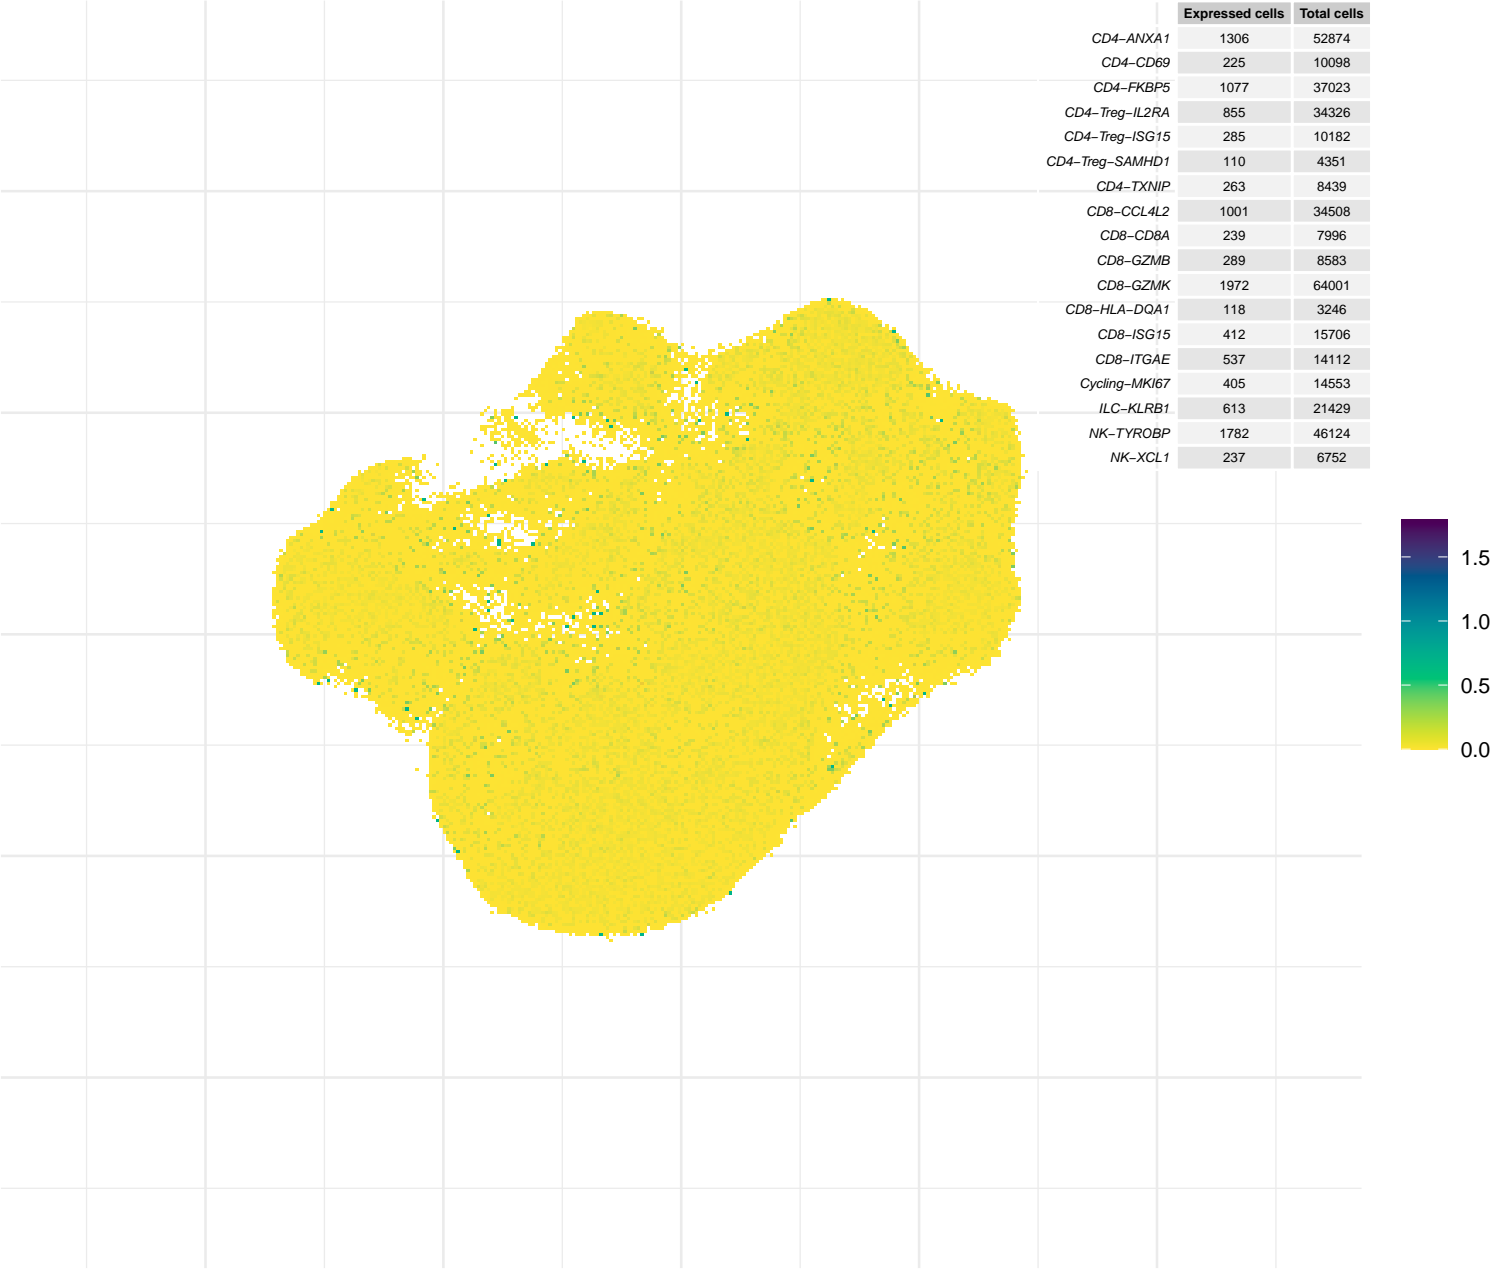 Expressed cells Total cells
CD4−ANXA1 1306 52874
CD4−CD69 225 10098
CD4−FKBP5 1077 37023
CD4−Treg−IL2RA 855 34326
CD4−Treg−ISG15 285 10182
CD4−Treg−SAMHD1 110 4351
CD4−TXNIP 263 8439
CD8−CCL4L2 1001 34508
CD8−CD8A 239 7996
CD8−GZMB 289 8583
CD8−GZMK 1972 64001
CD8−HLA−DQA1 118 3246
CD8−ISG15 412 15706
CD8−ITGAE 537 14112
Cycling−MKI67 405 14553
ILC−KLRB1 613 21429
NK−TYROBP 1782 46124
NK−XCL1 237 6752
1.5
1.0
0.5
0.0